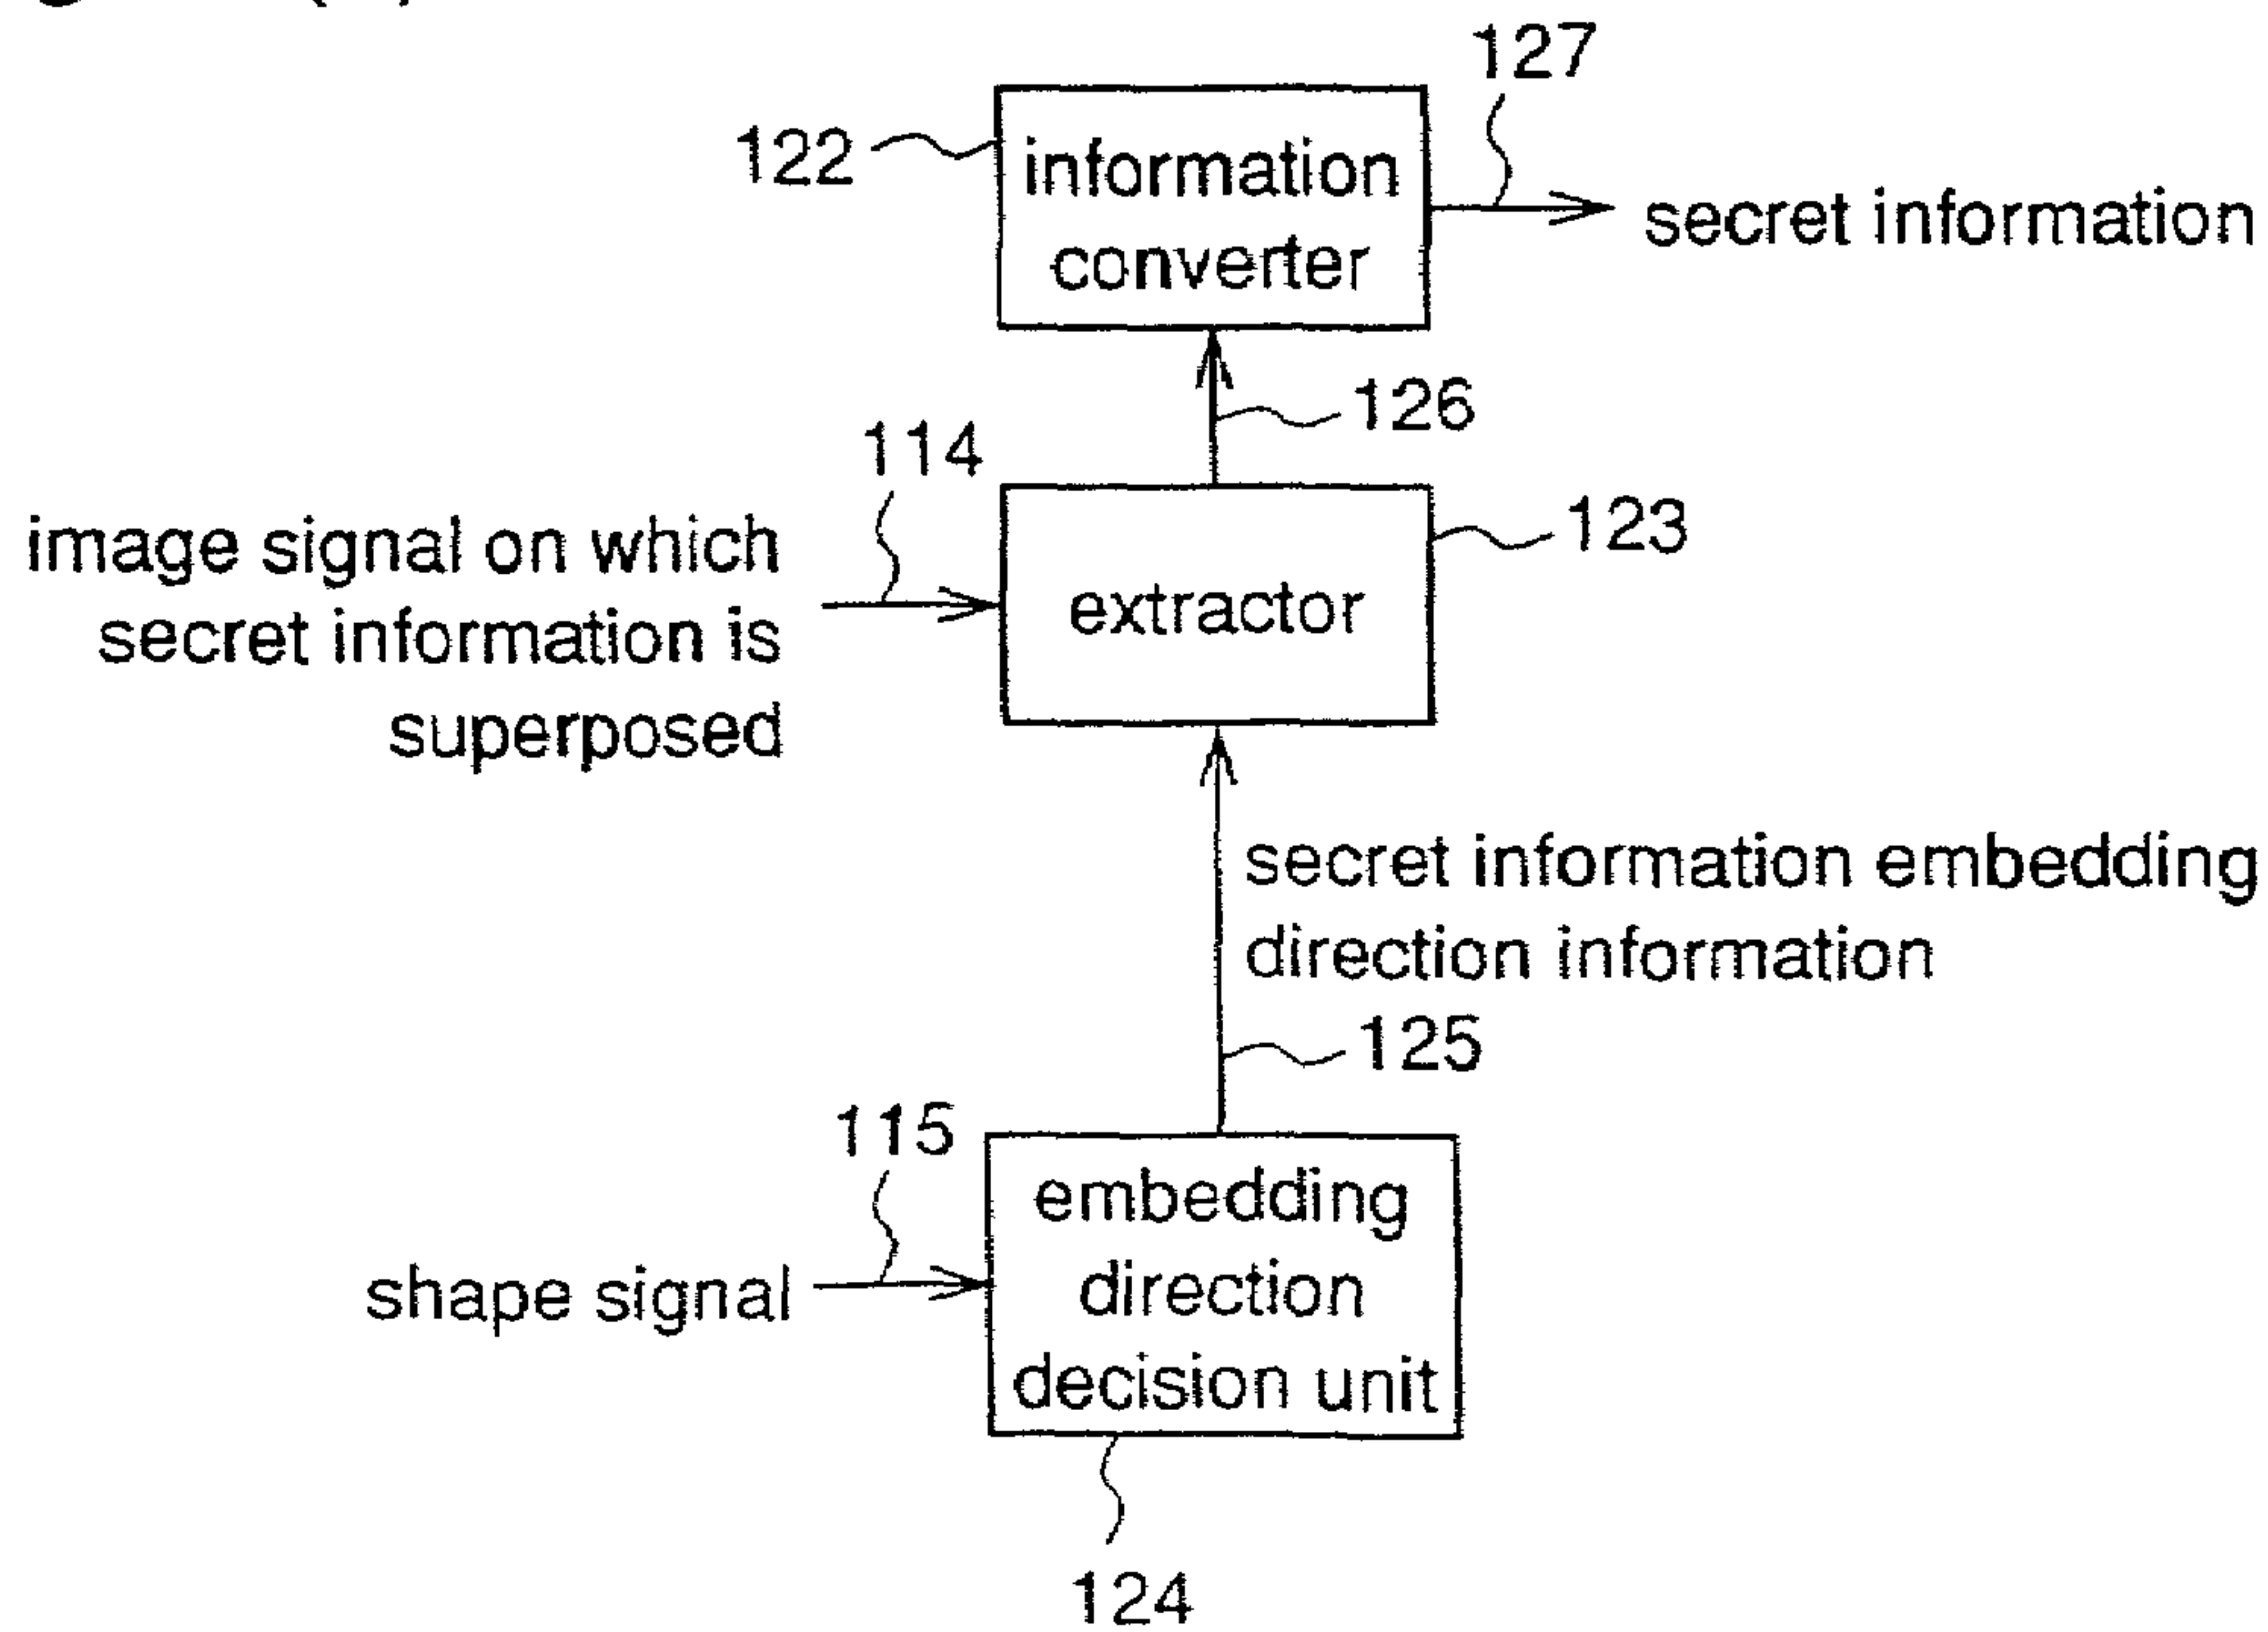 127
122
information
converter
secret information
126
114
image signal on which
secret information is
superposed
123
extractor
secret information embedding
direction information
125
115
shape signal
embedding
direction
decision unit
124